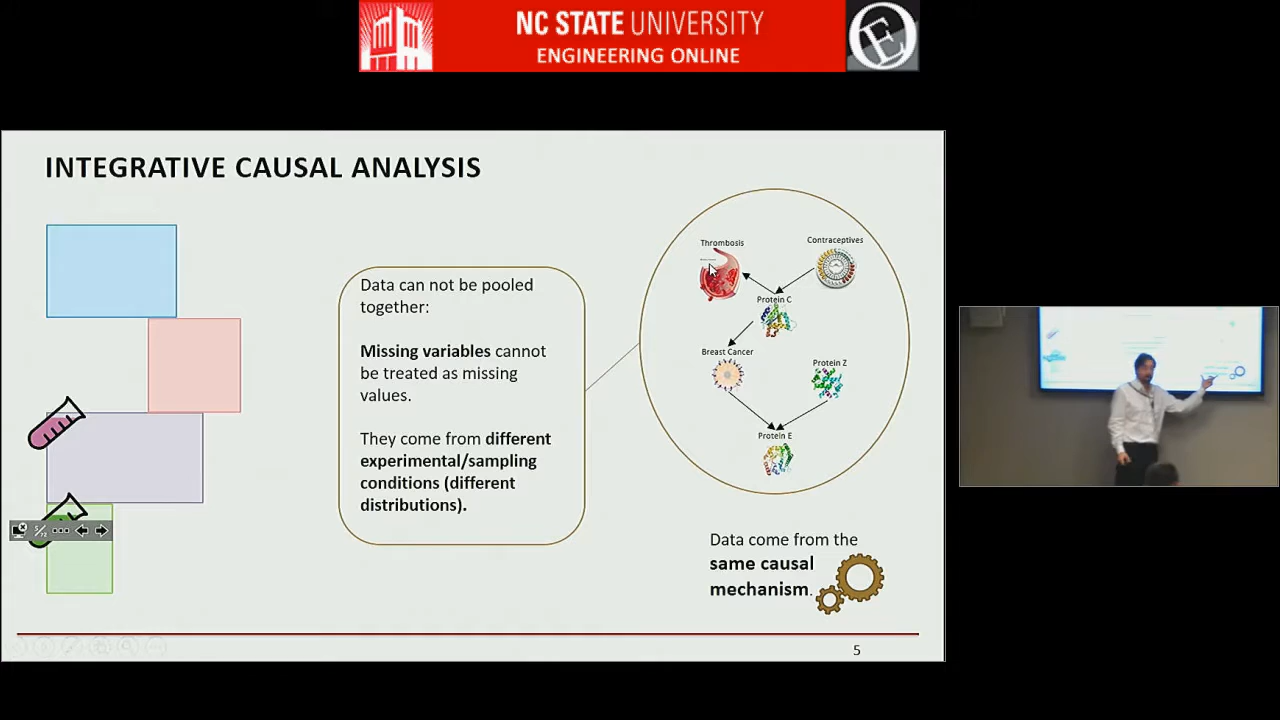 NC STATE UNIVERSITY
ENGINEERING ONLINE
INTEGRATIVE CAUSAL ANALYSIS
Data can not be pooled
together:
Missing variables cannot
be treated as missing
values.
They come from different
experimental/sampling
conditions (different
distributions).
Thrombosis
Contraceptives
Protein C
Breast Cancer
Protein Z
Protein E
Data come from the
same causal
mechanism.
5